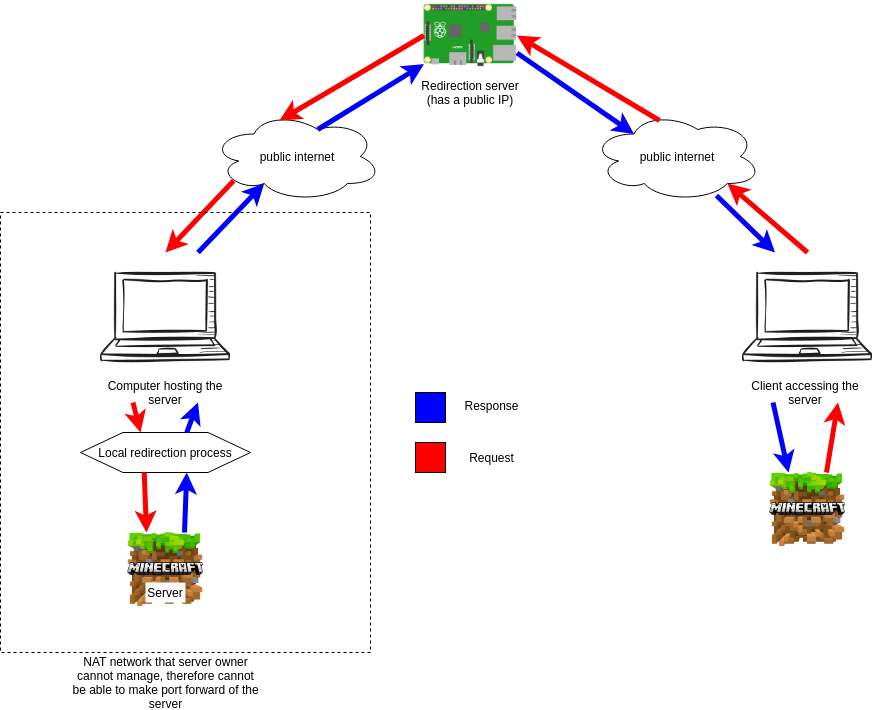 Redirection server
(has a public IP)
public internet
public internet
Computer hosting the
server
Client accessing the
server
Response
Local redirection process
Request
MINECRAFT
MINECRAFT
Server
NAT network that server owner
cannot manage, therefore cannot
be able to make port forward of the
server